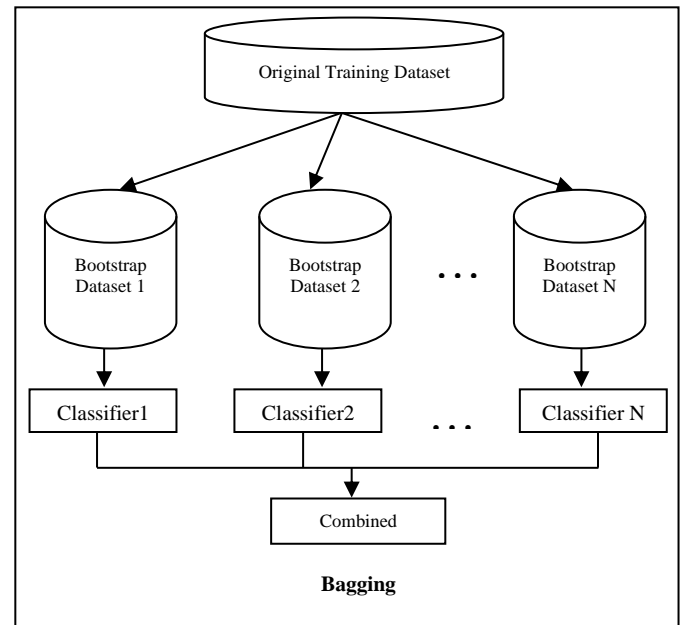 Original Training Dataset
Bootstrap
Dataset 1
Bootstrap
Dataset 2
. . .
Bootstrap
Dataset N
Classifier1
Classifier2
. . .
Classifier N
Combined
Bagging